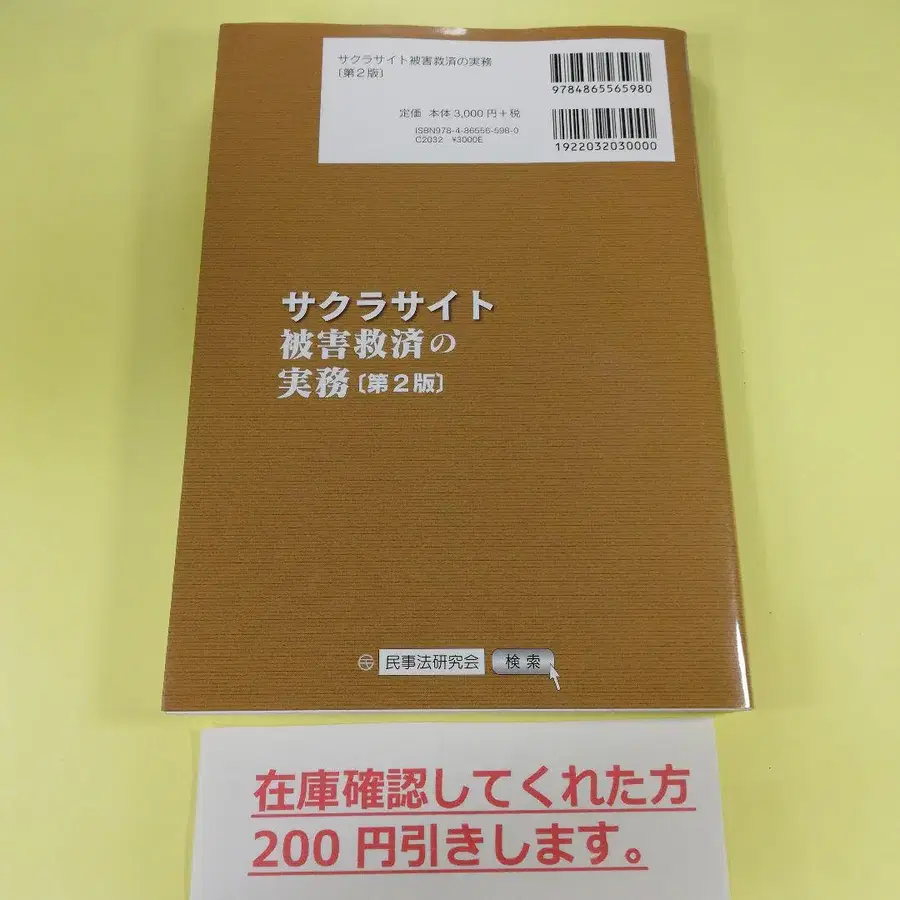 サクラサイト被害救済の実務
〔第2版〕
9784865565980
定価 本体 3,000 円+税
ISBN978-4-86556-598-0
C2032 ¥3000E
1922032030000
サクラサイト
被害救済の
実務〔第2版〕
民事法研究会 検索
在庫確認してくれた方
200 円引きします。